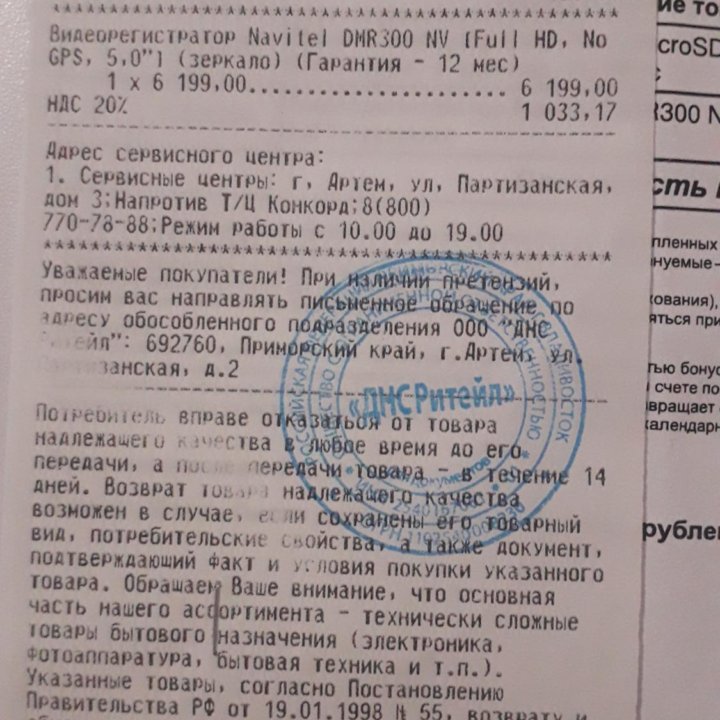 Видеорегистратор Navitel DMR300 NV [Full HD, No
GPS, 5,0"] (зеркало) (Гарантия - 12 мес)
1 x 6 199,00...................... 6 199,00
НДС 20% 1 033,17
Адрес сервисного центра:
1. Сервисные центры: г, Артем, ул, Партизанская,
дом 3;Напротив Т/Ц Конкорд;8(800)
770-78-88;Режим работы с 10.00 до 19.00
Уважаемые покупатели! При наличии претензий,
просим вас направлять письменное обращение по
адресу обособленного подразделения ООО "ДНС
Ритейл": 692760, Приморский край, г.Артем, ул.
Партизанская, д.2
Потребитель вправе отказаться от товара
надлежащего качества в любое время до его
передачи, а после передачи товара - в течение 14
дней. Возврат товара надлежащего качества
возможен в случае, если сохранены его товарный
вид, потребительские свойства, а также документ,
подтверждающий факт и условия покупки указанного
товара. Обращаем Ваше внимание, что основная
часть нашего ассортимента - технически сложные
товары бытового назначения (электроника,
фотоаппаратура, бытовая техника и т.п.).
Указанные товары, согласно Постановлению
Правительства РФ от 19.01.1998 № 55, возврату и
«ДНС Ритейл»
ие то
croSD
300 N
сть
пленных
нуемые-
ования),
яться при
тью бонус
счете по
вращает
календарн
рублей